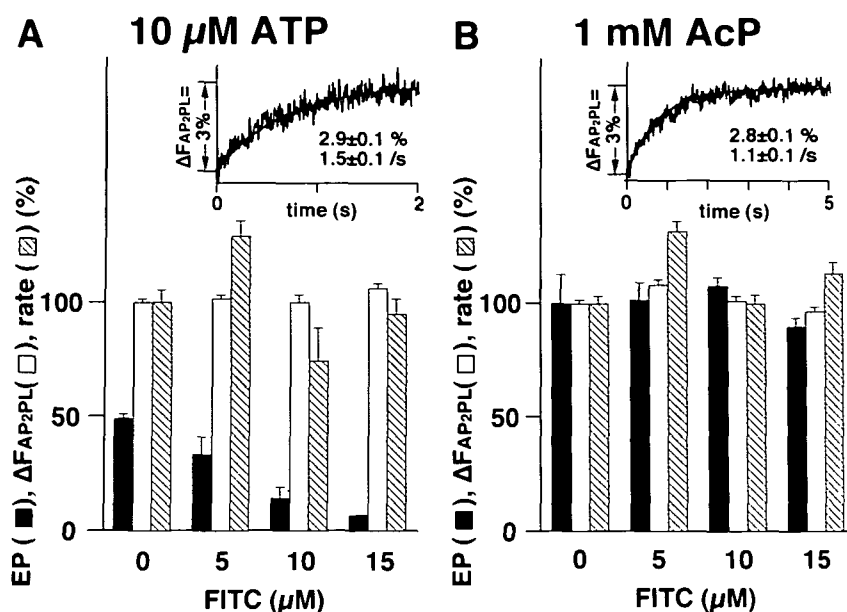 A 10 µM ATP
ΔFAP₂PL=
3%
2.9±0.1 %
1.5±0.1 /s
0 1 2
time (s)
EP (■), ΔFAP₂PL(□), rate (▨) (%)
100
50
0
0 5 10 15
FITC (µM)
B 1 mM AcP
ΔFAP₂PL=
3%
2.8±0.1 %
1.1±0.1 /s
0 5
time (s)
EP (■), ΔFAP₂PL(□), rate (▨) (%)
100
50
0
0 5 10 15
FITC (µM)